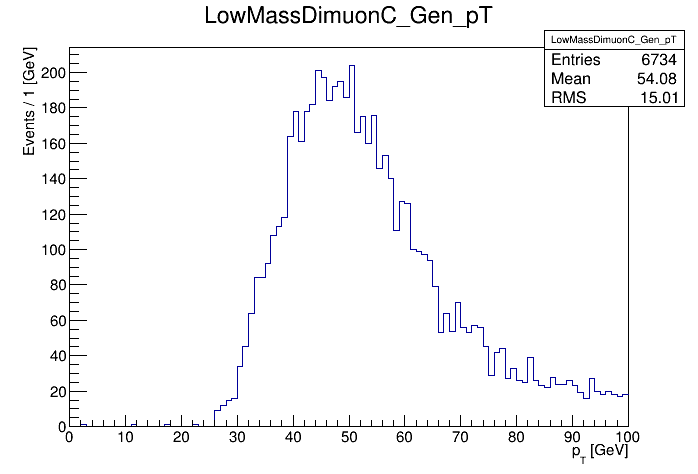 LowMassDimuonC_Gen_pT
LowMassDimuonC_Gen_pT
Entries 6734
Mean 54.08
RMS 15.01
Events / 1 [GeV]
200
180
160
140
120
100
80
60
40
20
0
0 10 20 30 40 50 60 70 80 90 100
p_T [GeV]